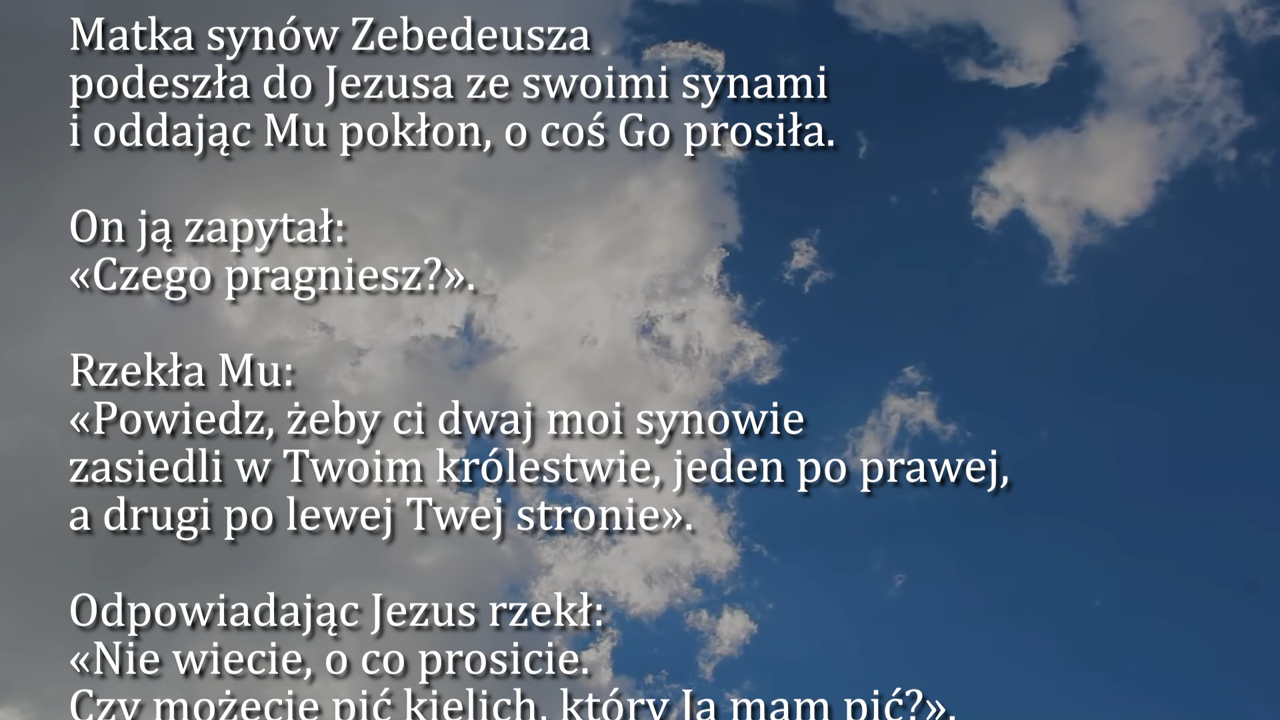 Matka synów Zebedeusza
podeszła do Jezusa ze swoimi synami
i oddając Mu pokłon, o coś Go prosiła.
On ją zapytał:
«Czego pragniesz?».
Rzekła Mu:
«Powiedz, żeby ci dwaj moi synowie
zasiedli w Twoim królestwie, jeden po prawej,
a drugi po lewej Twej stronie».
Odpowiadając Jezus rzekł:
«Nie wiecie, o co prosicie.
Czy możecie pić kielich, który Ja mam pić?».